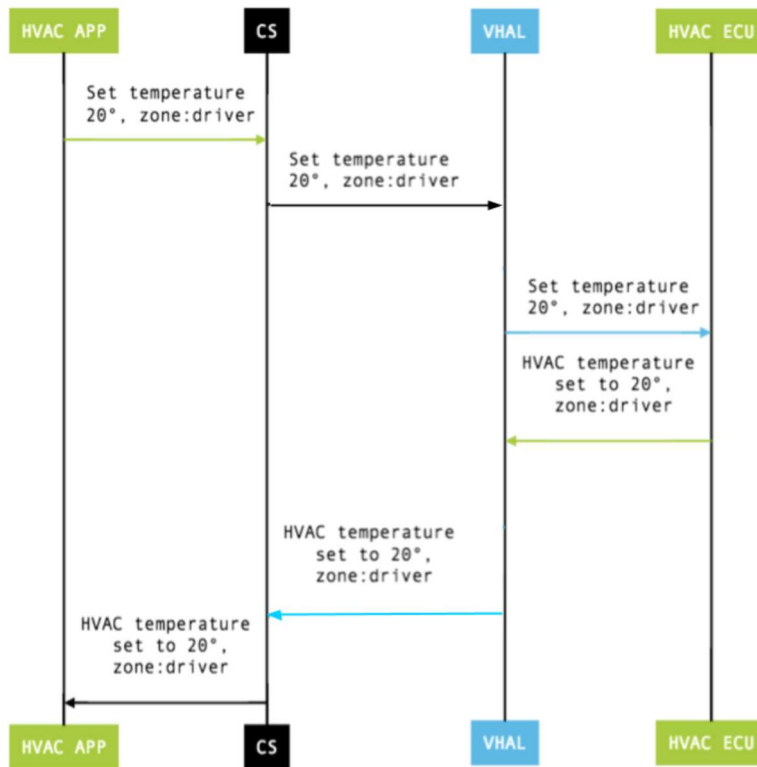 HVAC APP
CS
VHAL
HVAC ECU
Set temperature
20°, zone:driver
Set temperature
20°, zone:driver
Set temperature
20°, zone:driver
HVAC temperature
set to 20°,
zone:driver
HVAC temperature
set to 20°,
zone:driver
HVAC temperature
set to 20°,
zone:driver
HVAC APP
CS
VHAL
HVAC ECU